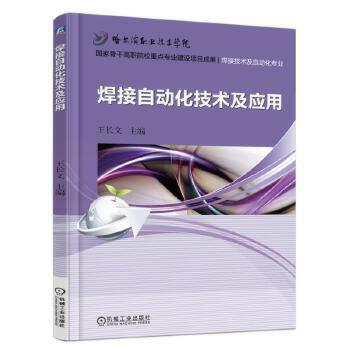 哈尔滨职业技术学院
国家骨干高职院校重点专业建设项目成果 | 焊接技术及自动化专业
焊接自动化技术及应用
王长文 主编
机械工业出版社
CHINA MACHINE PRESS
焊接自动化技术及应用
王长文 主编
机械工业出版社